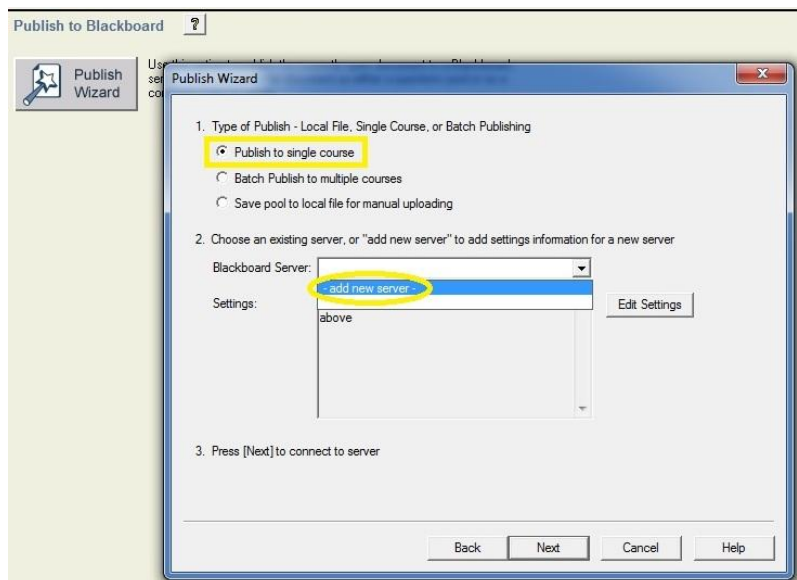 Publish to Blackboard ?
Publish
Wizard
Publish Wizard
1. Type of Publish - Local File, Single Course, or Batch Publishing
Publish to single course
Batch Publish to multiple courses
Save pool to local file for manual uploading
2. Choose an existing server, or "add new server" to add settings information for a new server
Blackboard Server:
- add new server -
Settings:
above
Edit Settings
3. Press [Next] to connect to server
Back Next Cancel Help